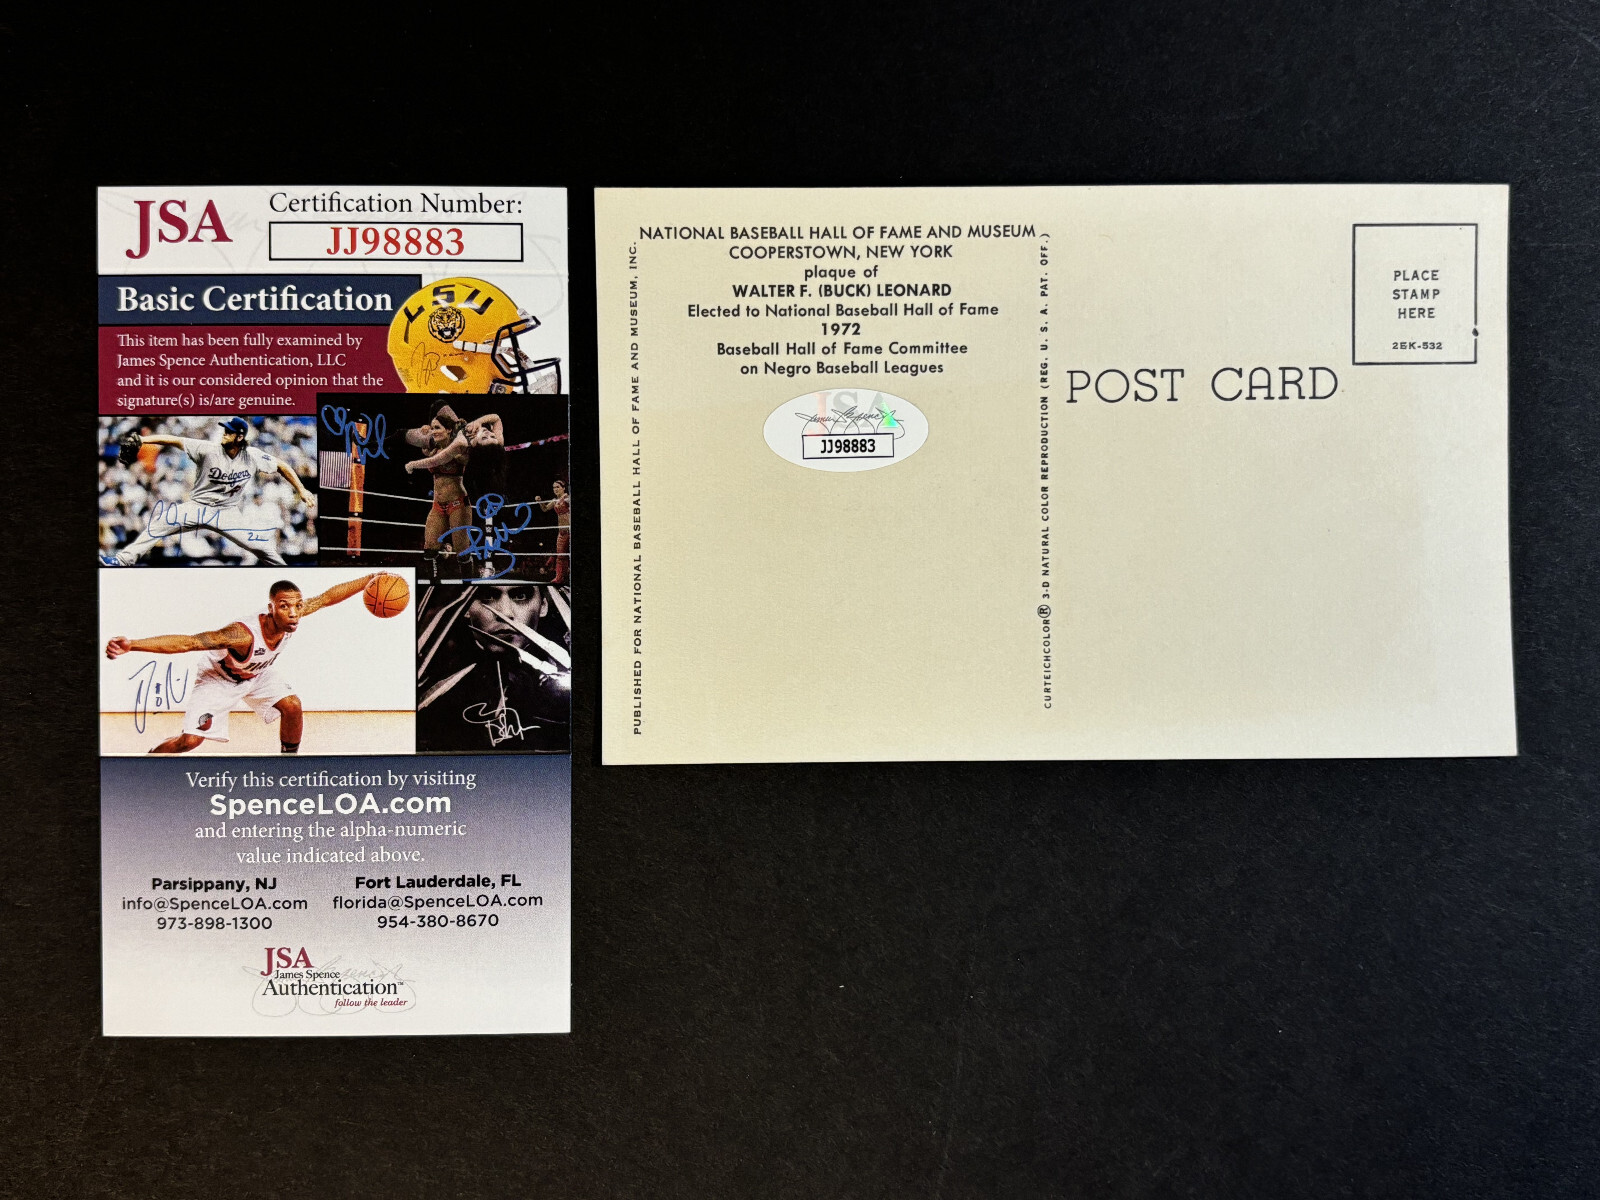 JSA
Certification Number:
JJ98883
Basic Certification
This item has been fully examined by
James Spence Authentication, LLC
and it is our considered opinion that the
signature(s) is/are genuine.
LSU
Dodgers
Verify this certification by visiting
SpenceLOA.com
and entering the alpha-numeric
value indicated above.
Parsippany, NJ
info@SpenceLOA.com
973-898-1300
Fort Lauderdale, FL
florida@SpenceLOA.com
954-380-8670
JSA
James Spence
Authentication™
follow the leader
NATIONAL BASEBALL HALL OF FAME AND MUSEUM
COOPERSTOWN, NEW YORK
plaque of
WALTER F. (BUCK) LEONARD
Elected to National Baseball Hall of Fame
1972
Baseball Hall of Fame Committee
on Negro Baseball Leagues
JSA
JJ98883
PUBLISHED FOR NATIONAL BASEBALL HALL OF FAME AND MUSEUM, INC.
CURTEICHCOLOR® 3-D NATURAL COLOR REPRODUCTION (REG. U. S. A. PAT. OFF.)
POST CARD
PLACE
STAMP
HERE
2EK-532